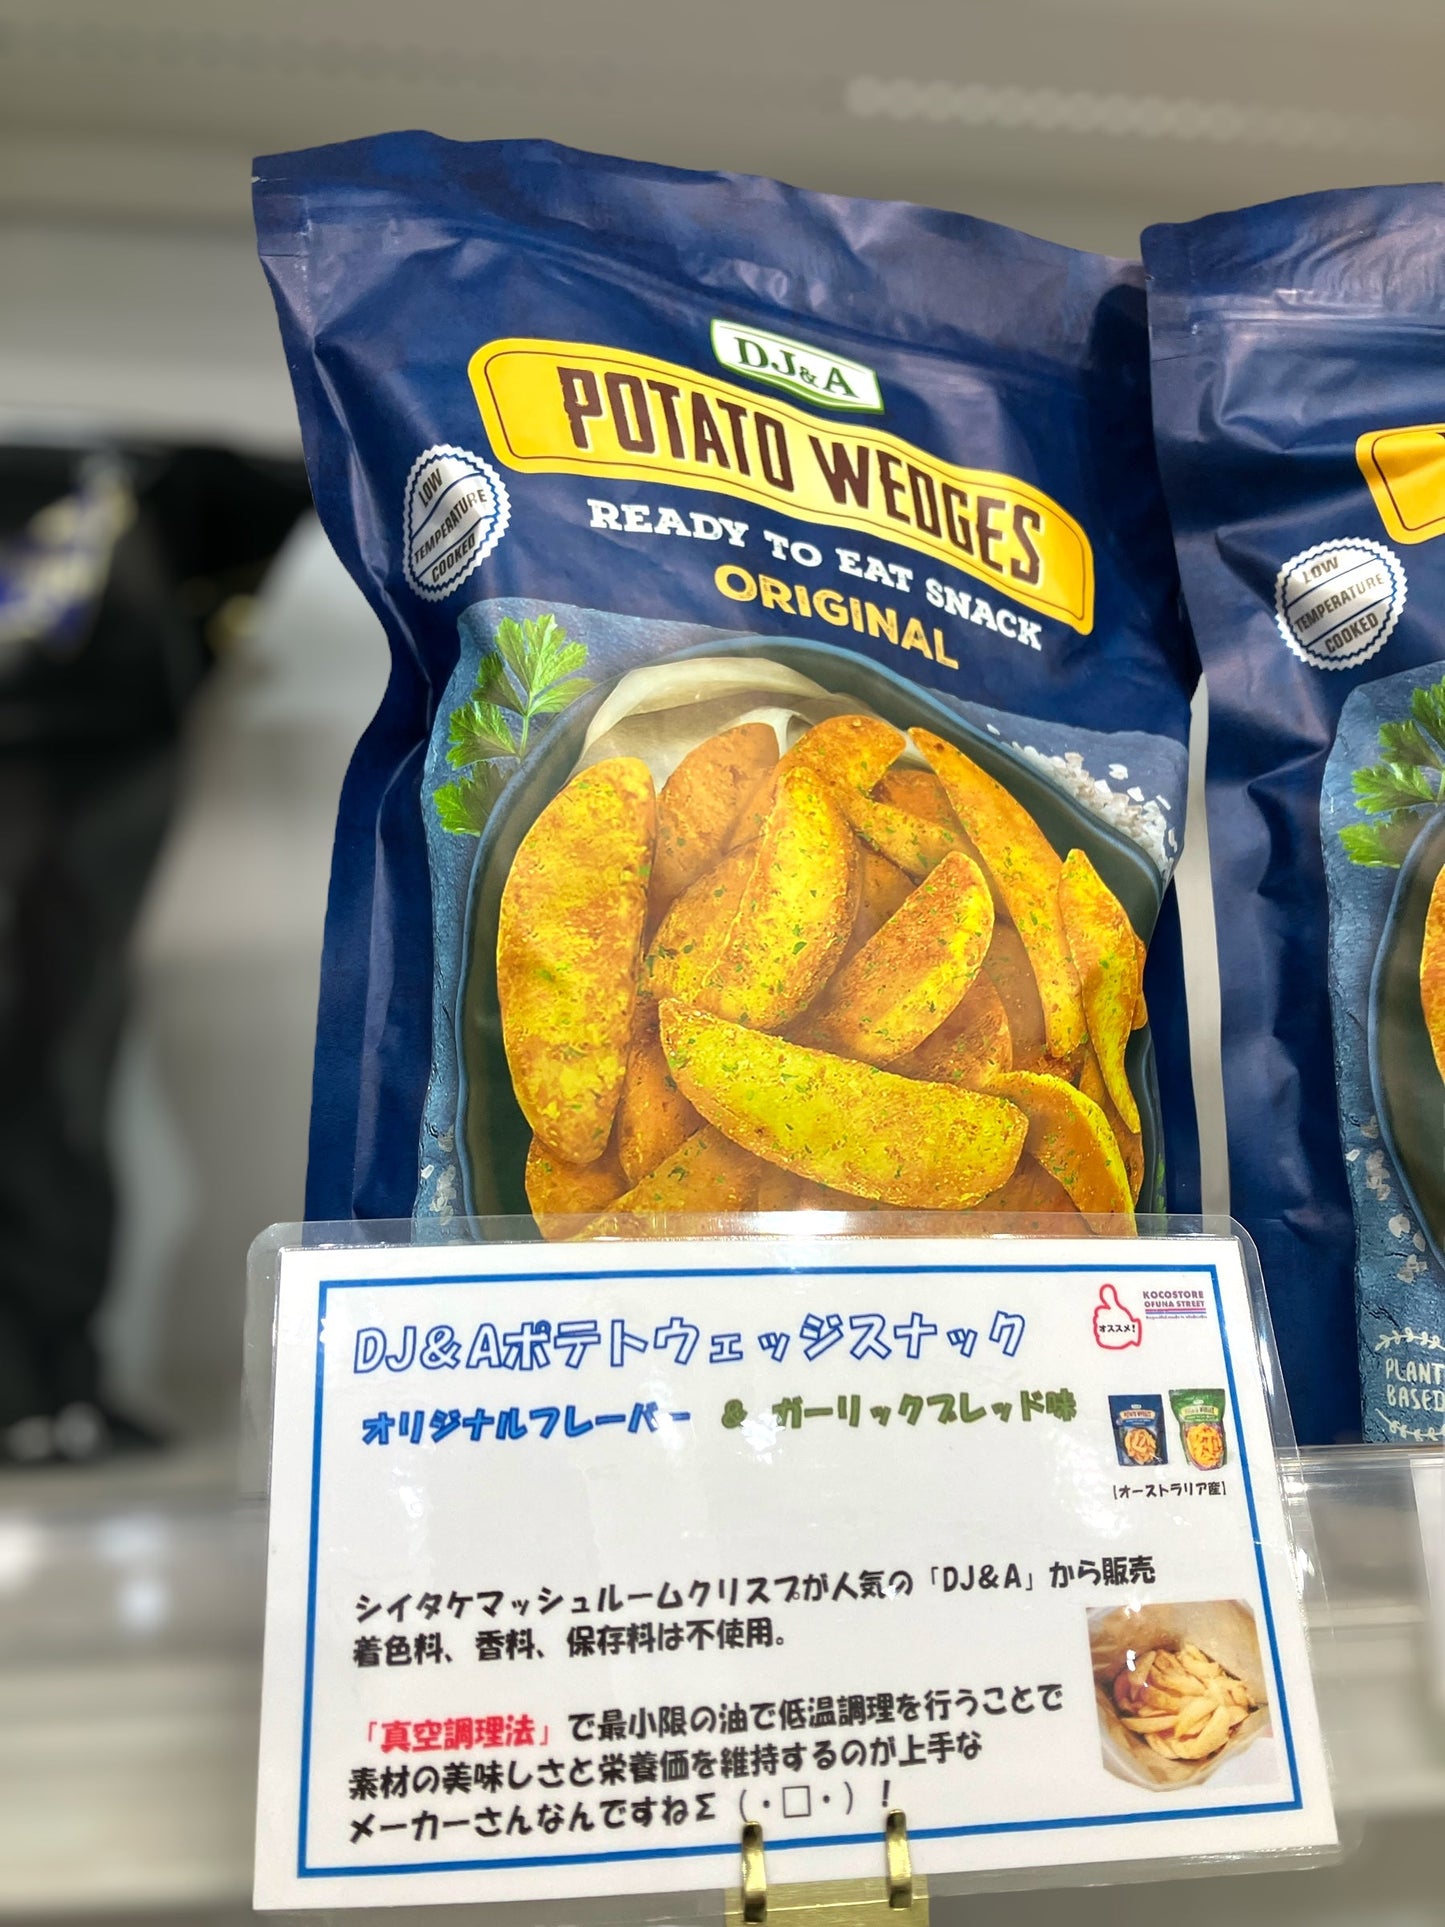 DJ&A
POTATO WEDGES
READY TO EAT SNACK
ORIGINAL
LOW
TEMPERATURE
COOKED
LOW
TEMPERATURE
COOKED
PLANT
BASED
DJ&Aポテトウェッジスナック
オススメ!
KOCOSTORE
OFUNA STREET
オリジナルフレーバー & ガーリックブレッド味
【オーストラリア産】
シイタケマッシュルームクリスプが人気の「DJ&A」から販売
着色料、香料、保存料は不使用。
「真空調理法」で最小限の油で低温調理を行うことで
素材の美味しさと栄養価を維持するのが上手な
メーカーさんなんですねΣ(・□・)!